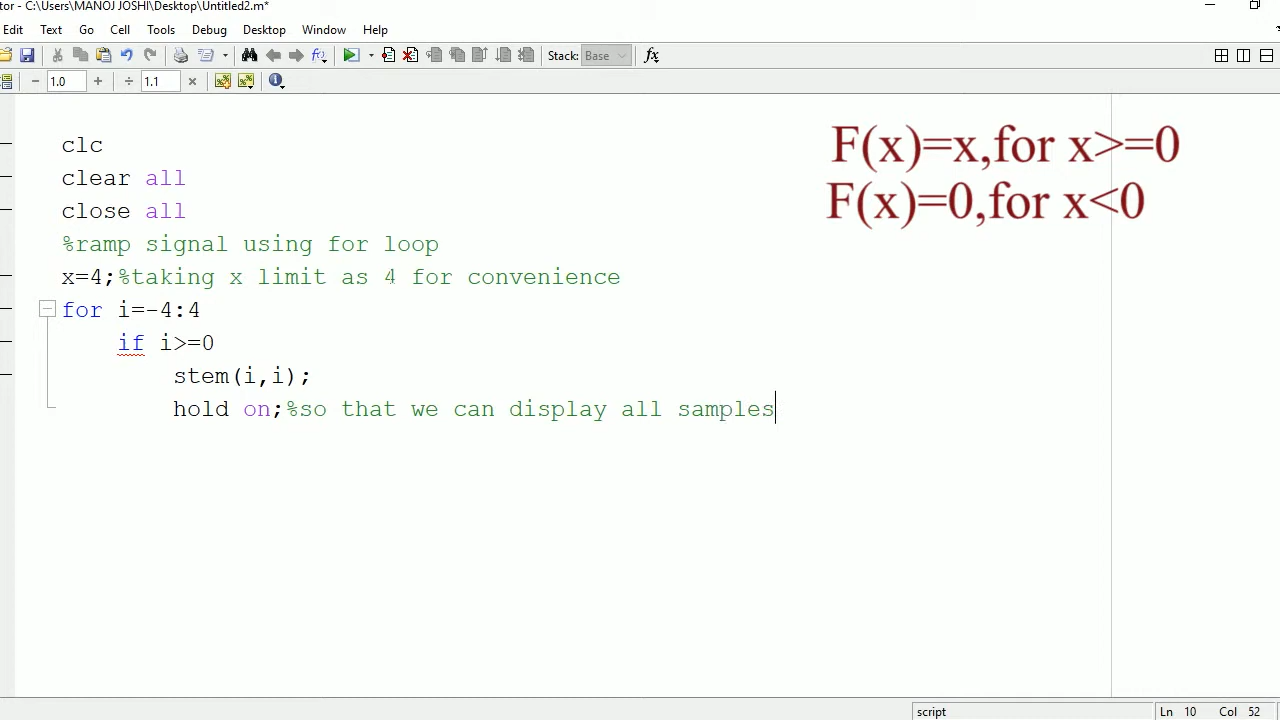 tor - C:\Users\MANOJ JOSHI\Desktop\Untitled2.m*
Edit Text Go Cell Tools Debug Desktop Window Help
Stack: Base fx
− 1.0 + ÷ 1.1 ×
clc
clear all
close all
%ramp signal using for loop
x=4;%taking x limit as 4 for convenience
for i=-4:4
if i>=0
stem(i,i);
hold on;%so that we can display all samples
F(x)=x,for x>=0
F(x)=0,for x<0
script Ln 10 Col 52